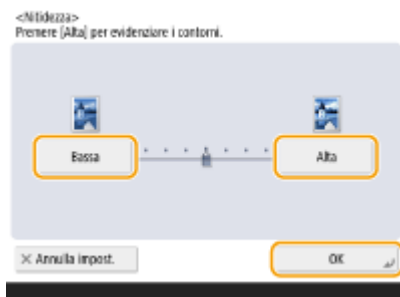 <Nitidezza>
Premere [Alta] per evidenziare i contorni.
Bassa
Alta
× Annulla impost.
OK